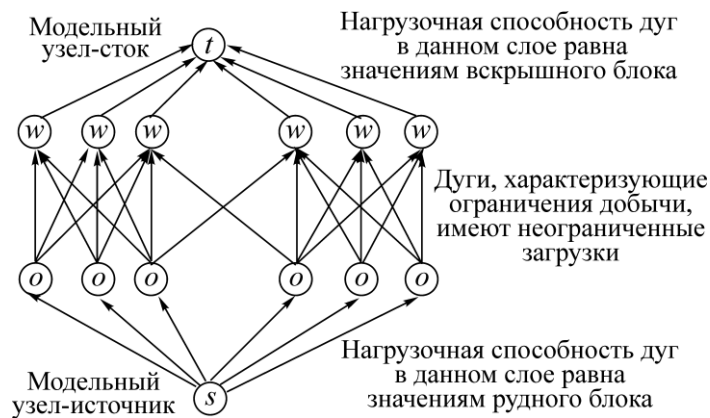 Модельный
узел-сток
t
Нагрузочная способность дуг
в данном слое равна
значениям вскрышного блока
w w w w w w
Дуги, характеризующие
ограничения добычи,
имеют неограниченные
загрузки
o o o o o o
Модельный
узел-источник
s
Нагрузочная способность дуг
в данном слое равна
значениям рудного блока